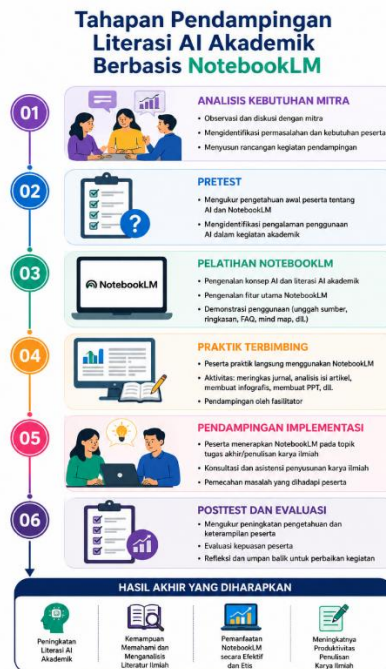 Tahapan Pendampingan
Literasi AI Akademik
Berbasis NotebookLM
01
ANALISIS KEBUTUHAN MITRA
• Observasi dan diskusi dengan mitra
• Mengidentifikasi permasalahan dan kebutuhan peserta
• Menyusun rancangan kegiatan pendampingan
02
PRETEST
• Mengukur pengetahuan awal peserta tentang
AI dan NotebookLM
• Mengidentifikasi pengalaman penggunaan
AI dalam kegiatan akademik
?
03
NotebookLM
PELATIHAN NOTEBOOKLM
• Pengenalan konsep AI dan literasi AI akademik
• Pengenalan fitur utama NotebookLM
• Demonstrasi penggunaan (unggah sumber,
ringkasan, FAQ, mind map, dll.)
04
PRAKTIK TERBIMBING
• Peserta praktik langsung menggunakan NotebookLM
• Aktivitas: meringkas jurnal, analisis isi artikel,
membuat infografis, membuat PPT, dll.
• Pendampingan oleh fasilitator
05
PENDAMPINGAN IMPLEMENTASI
• Peserta menerapkan NotebookLM pada topik
tugas akhir/penulisan karya ilmiah
• Konsultasi dan asistensi penyusunan karya ilmiah
• Pemecahan masalah yang dihadapi peserta
06
POSTTEST DAN EVALUASI
• Mengukur peningkatan pengetahuan dan
keterampilan peserta
• Evaluasi kepuasan peserta
• Refleksi dan umpan balik untuk perbaikan kegiatan
HASIL AKHIR YANG DIHARAPKAN
Peningkatan
Literasi AI
Akademik
Kemampuan
Memahami dan
Menganalisis
Literatur Ilmiah
Pemanfaatan
NotebookLM
secara Efektif
dan Etis
Meningkatnya
Produktivitas
Penulisan
Karya Ilmiah